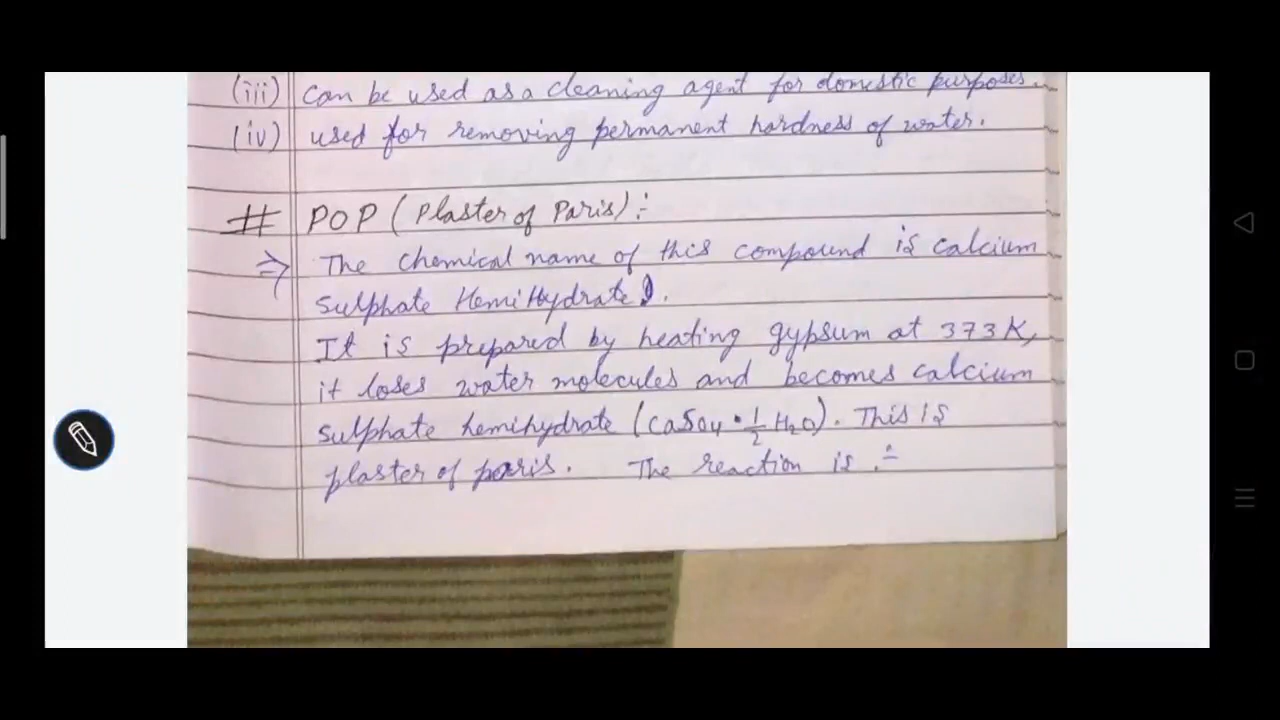 (iii) can be used as a cleaning agent for domestic purposes.
(iv) used for removing permanent hardness of water.
# POP (Plaster of Paris) :-
⇒ The chemical name of this compound is calcium
sulphate HemiHydrate.
It is prepared by heating gypsum at 373K,
it loses water molecules and becomes calcium
sulphate hemihydrate (CaSO4 · 1/2 H2O). This is
plaster of paris. The reaction is :-